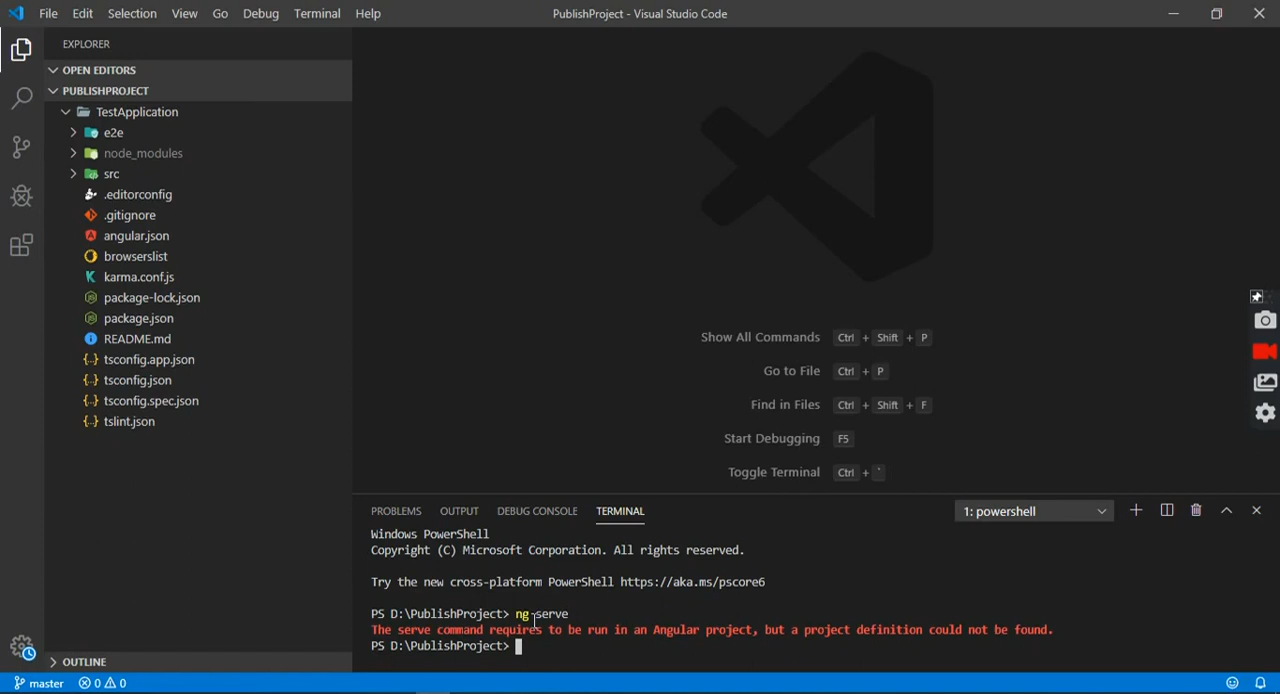 File Edit Selection View Go Debug Terminal Help
PublishProject - Visual Studio Code
EXPLORER
OPEN EDITORS
PUBLISHPROJECT
TestApplication
e2e
node_modules
src
.editorconfig
.gitignore
angular.json
browserslist
karma.conf.js
package-lock.json
package.json
README.md
tsconfig.app.json
tsconfig.json
tsconfig.spec.json
tslint.json
OUTLINE
Show All Commands Ctrl + Shift + P
Go to File Ctrl + P
Find in Files Ctrl + Shift + F
Start Debugging F5
Toggle Terminal Ctrl + `
PROBLEMS OUTPUT DEBUG CONSOLE TERMINAL 1: powershell
Windows PowerShell
Copyright (C) Microsoft Corporation. All rights reserved.
Try the new cross-platform PowerShell https://aka.ms/pscore6
PS D:\PublishProject> ng serve
The serve command requires to be run in an Angular project, but a project definition could not be found.
PS D:\PublishProject>
master 0 0